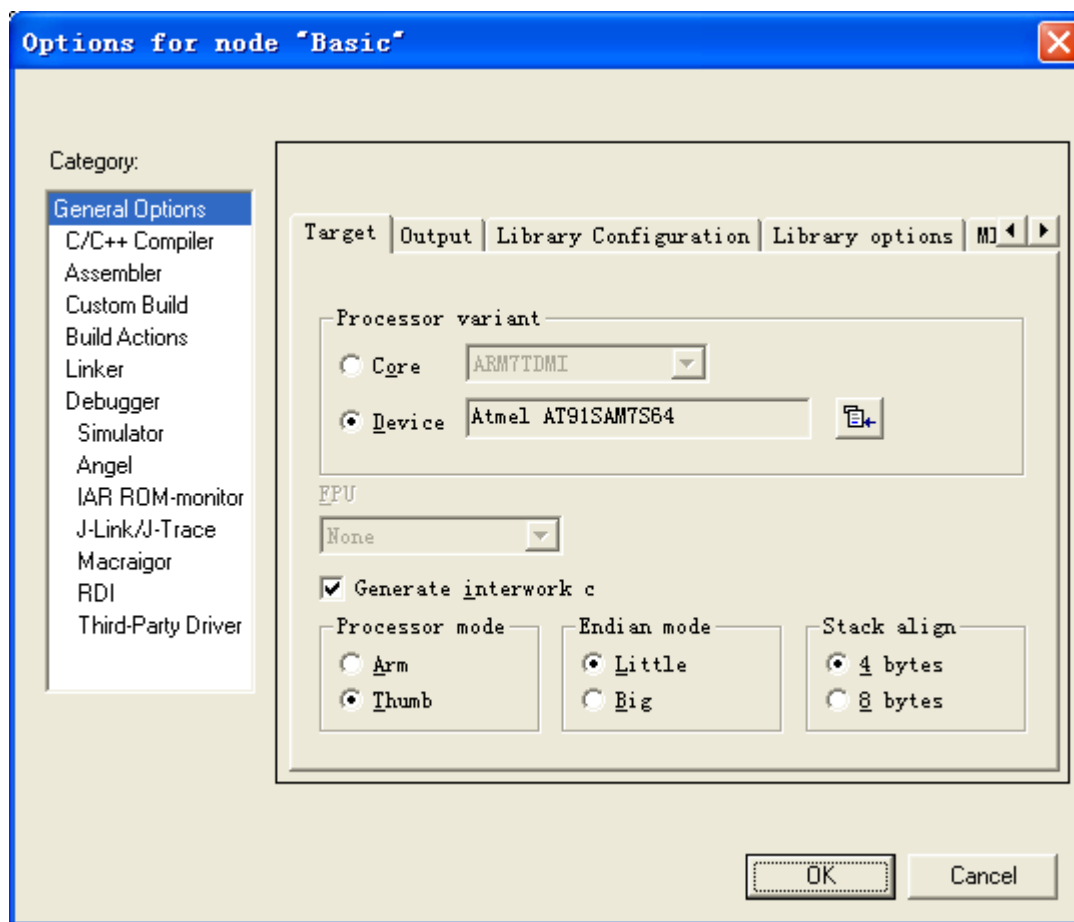 Options for node "Basic"
Category:
General Options
C/C++ Compiler
Assembler
Custom Build
Build Actions
Linker
Debugger
Simulator
Angel
IAR ROM-monitor
J-Link/J-Trace
Macraigor
RDI
Third-Party Driver
Target Output Library Configuration Library options MI
Processor variant
Core ARM7TDMI
Device Atmel AT91SAM7S64
FPU
None
Generate interwork c
Processor mode Endian mode Stack align
Arm Little 4 bytes
Thumb Big 8 bytes
OK Cancel